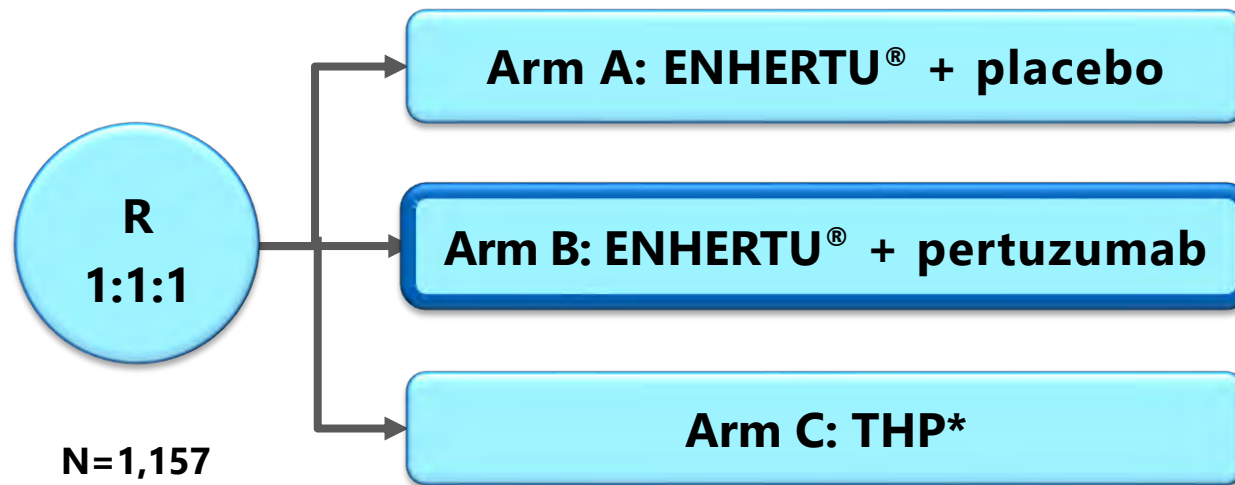 R
1:1:1
N=1,157
Arm A: ENHERTU® + placebo
Arm B: ENHERTU® + pertuzumab
Arm C: THP*